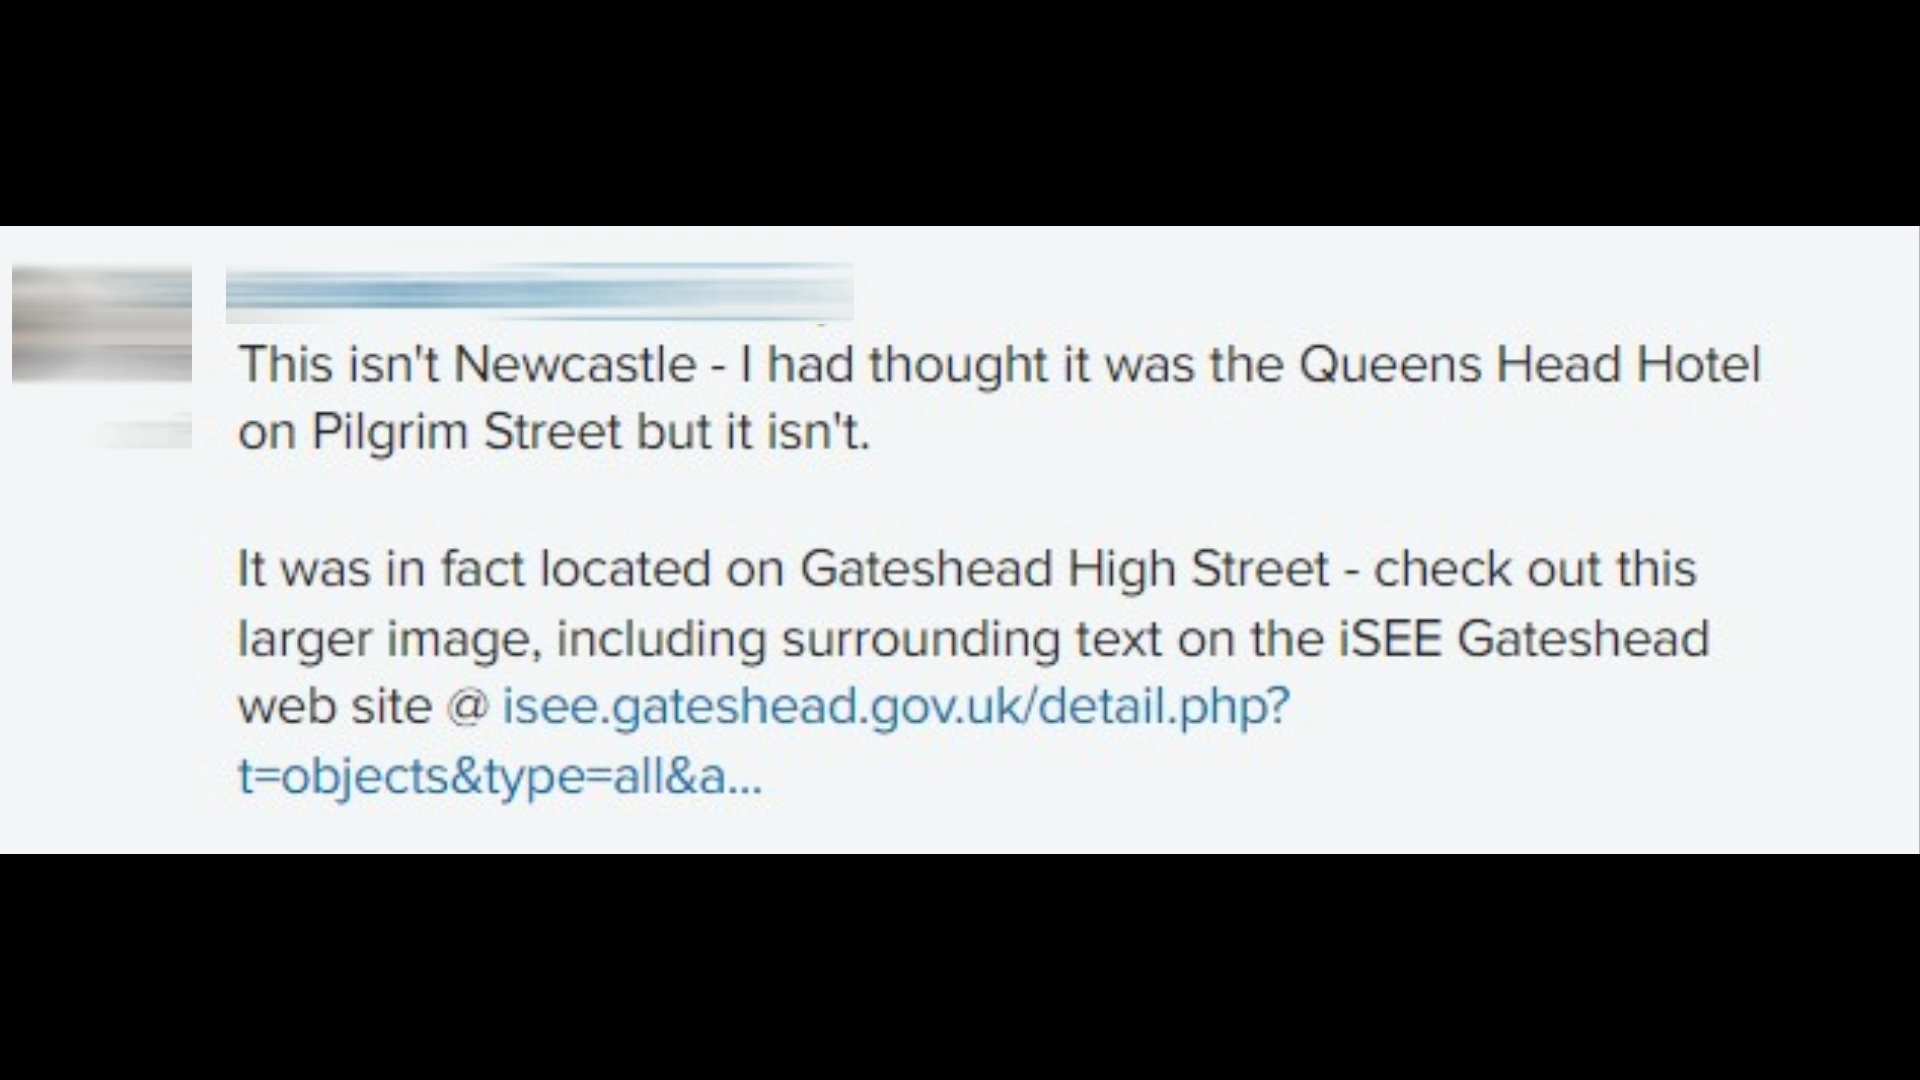 This isn't Newcastle - I had thought it was the Queens Head Hotel
on Pilgrim Street but it isn't.
It was in fact located on Gateshead High Street - check out this
larger image, including surrounding text on the iSEE Gateshead
web site @ isee.gateshead.gov.uk/detail.php?
t=objects&type=all&a...